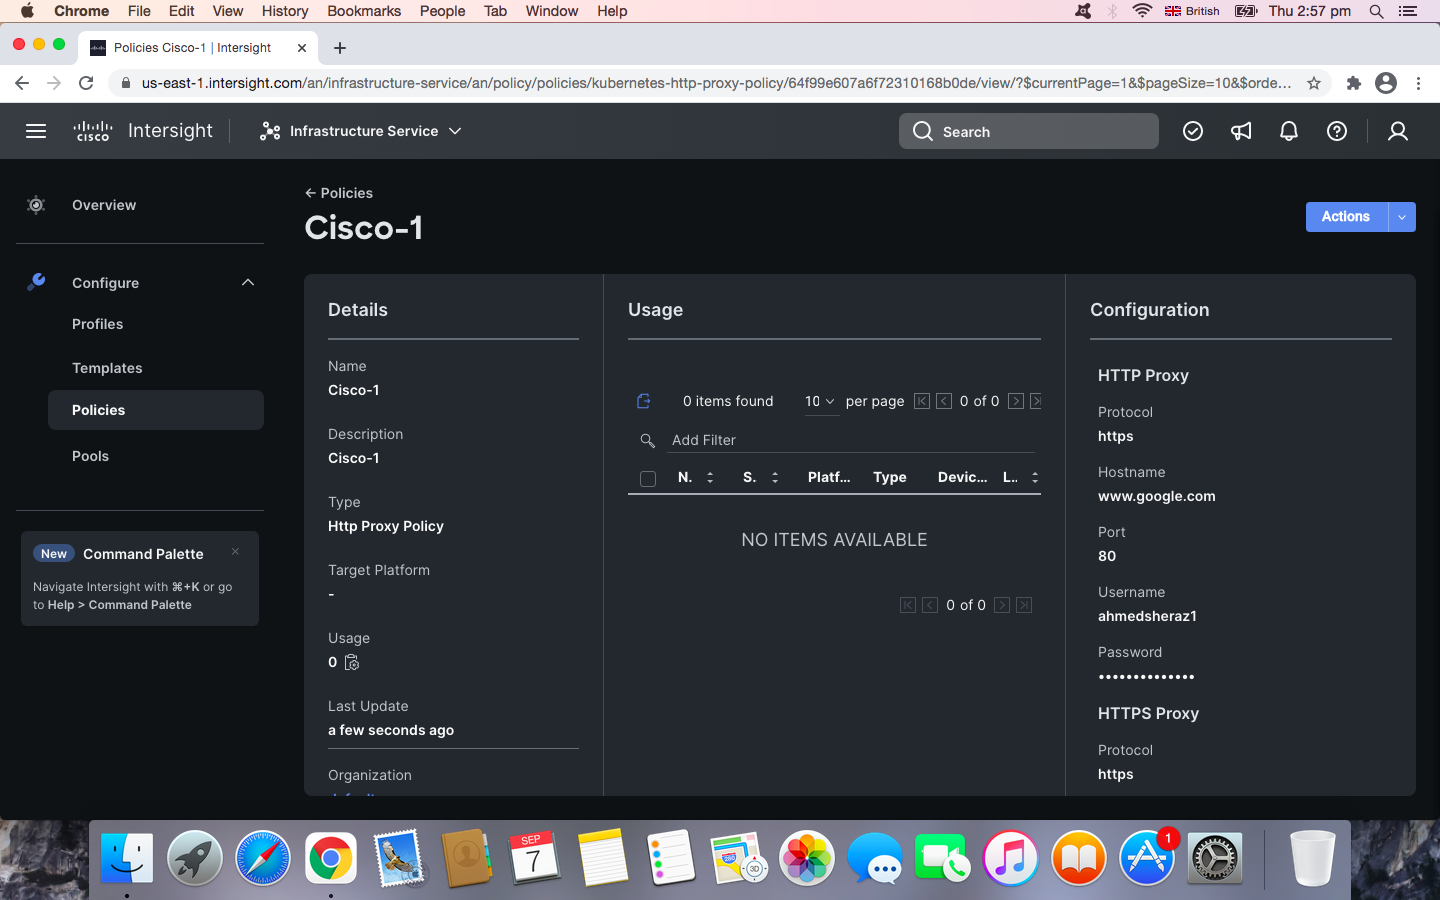 Chrome File Edit View History Bookmarks People Tab Window Help British Thu 2:57 pm
Policies Cisco-1 | Intersight
us-east-1.intersight.com/an/infrastructure-service/an/policy/policies/kubernetes-http-proxy-policy/64f99e607a6f72310168b0de/view/?$currentPage=1&$pageSize=10&$orde...
cisco Intersight Infrastructure Service Search
Overview
Configure
Profiles
Templates
Policies
Pools
New Command Palette
Navigate Intersight with ⌘+K or go
to Help > Command Palette
← Policies
Cisco-1
Actions
Details
Name
Cisco-1
Description
Cisco-1
Type
Http Proxy Policy
Target Platform
-
Usage
0
Last Update
a few seconds ago
Organization
Usage
0 items found 10 per page 0 of 0
Add Filter
N. S. Platf... Type Devic... L..
NO ITEMS AVAILABLE
0 of 0
Configuration
HTTP Proxy
Protocol
https
Hostname
www.google.com
Port
80
Username
ahmedsheraz1
Password
••••••••••••••
HTTPS Proxy
Protocol
https
SEP
7
280
3D
1